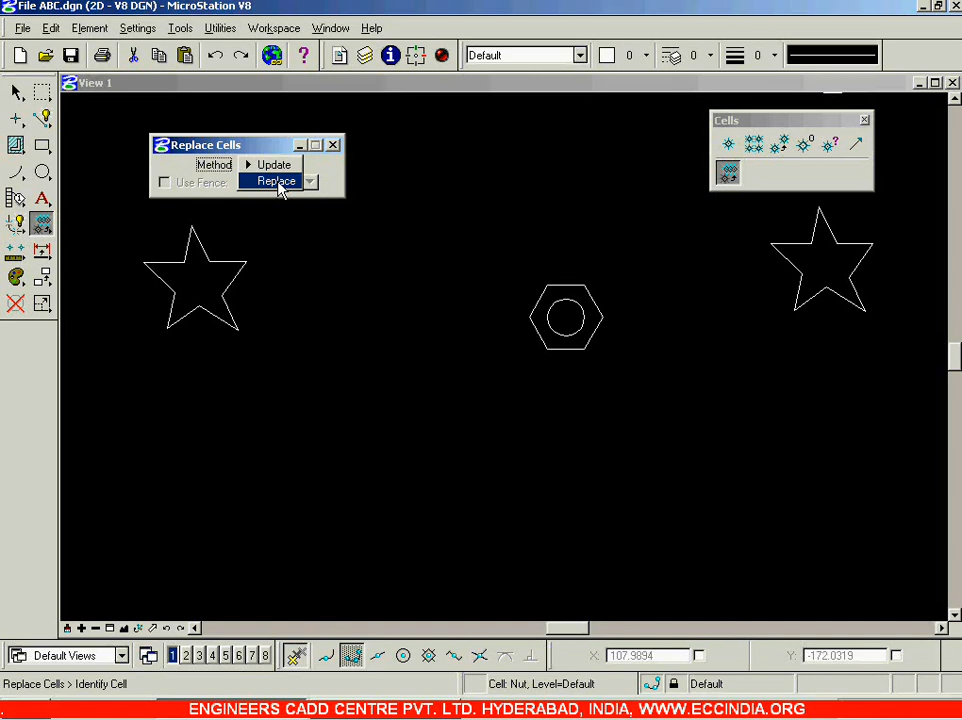 File ABC.dgn (2D - V8 DGN) - MicroStation V8
File Edit Element Settings Tools Utilities Workspace Window Help
Default 0 0 0
View 1
Replace Cells
Method: Update
Use Fence: Replace
Cells
Default Views 1 2 3 4 5 6 7 8 X: 107.9894 Y: -172.0319
Replace Cells > Identify Cell Cell: Nut, Level=Default Default
ENGINEERS CADD CENTRE PVT. LTD. HYDERABAD, INDIA, WWW.ECCINDIA.ORG